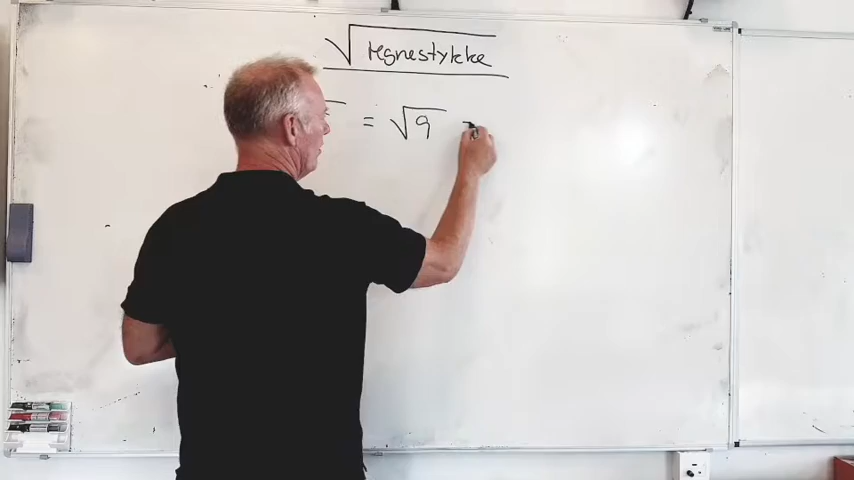 √regnestykke
= √9 =